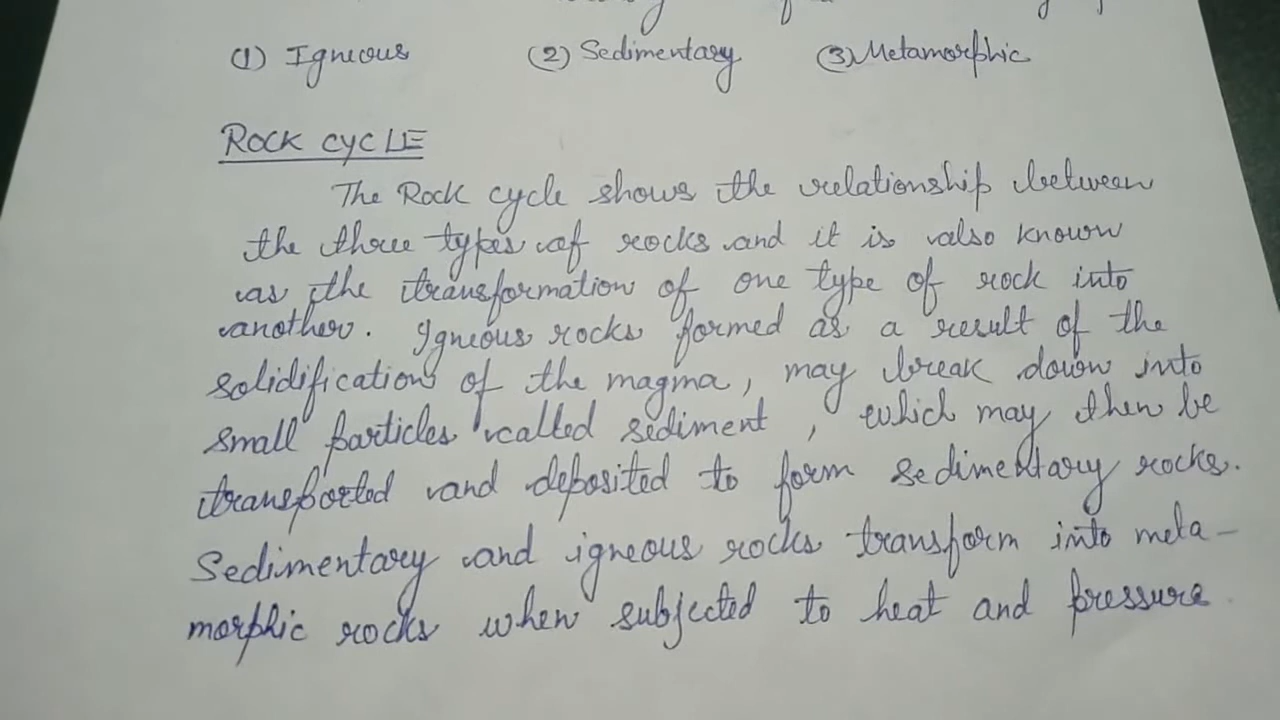 (1) Igneous (2) Sedimentary (3) Metamorphic
ROCK CYCLE
The Rock cycle shows the relationship between
the three types of rocks and it is also known
as the transformation of one type of rock into
another. Igneous rocks formed as a result of the
solidification of the magma, may break down into
small particles called sediment, which may then be
transported and deposited to form sedimentary rocks.
Sedimentary and igneous rocks transform into meta-
morphic rocks when subjected to heat and pressure.